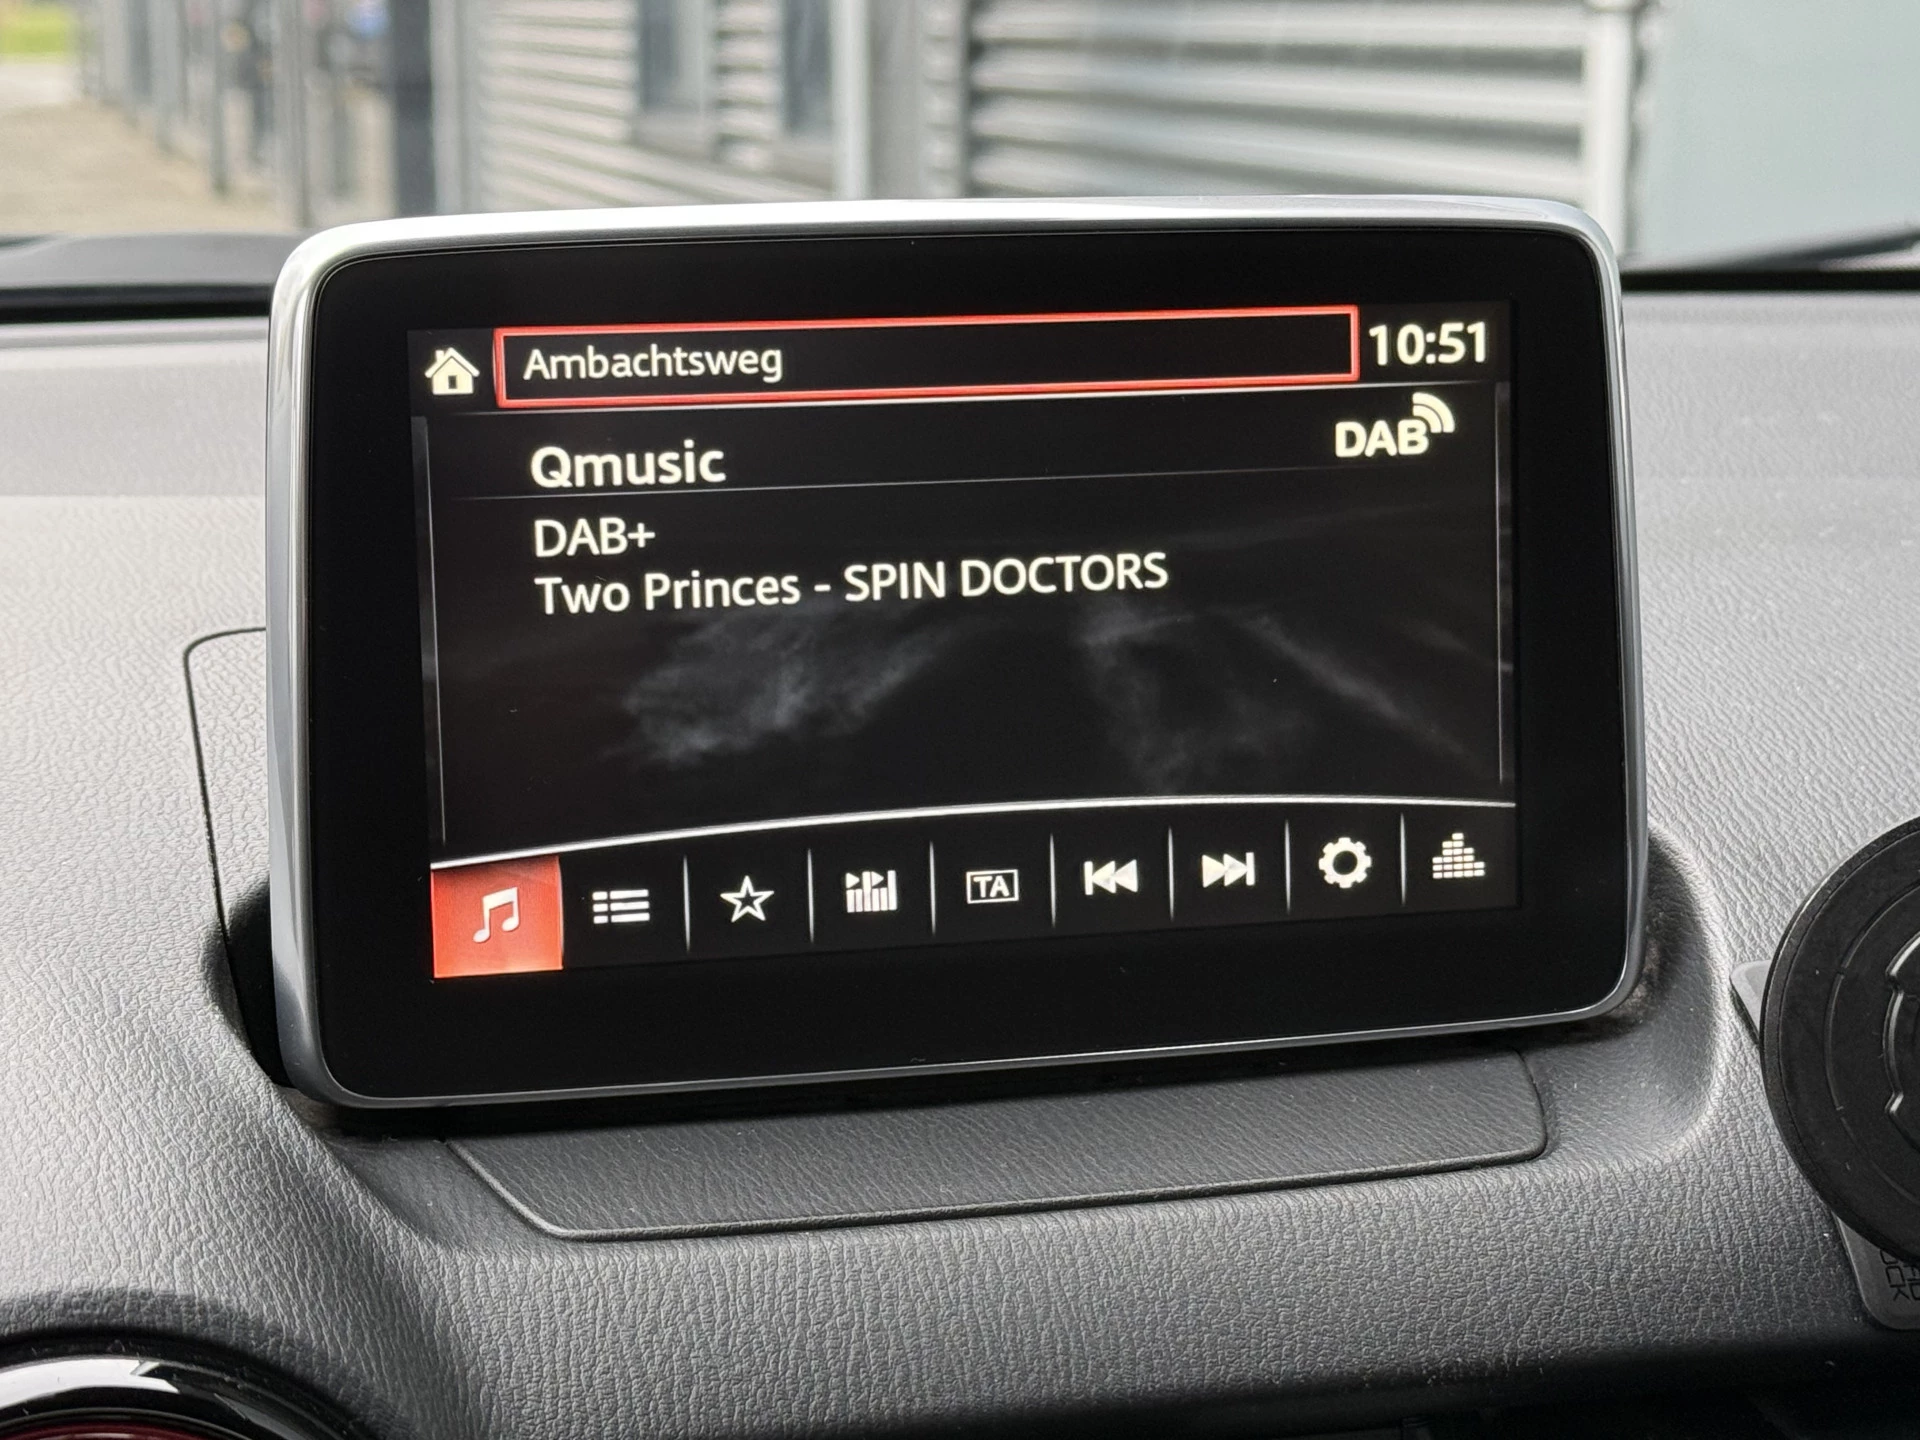 Ambachtsweg
10:51
Qmusic
DAB
DAB+
Two Princes - SPIN DOCTORS
TA